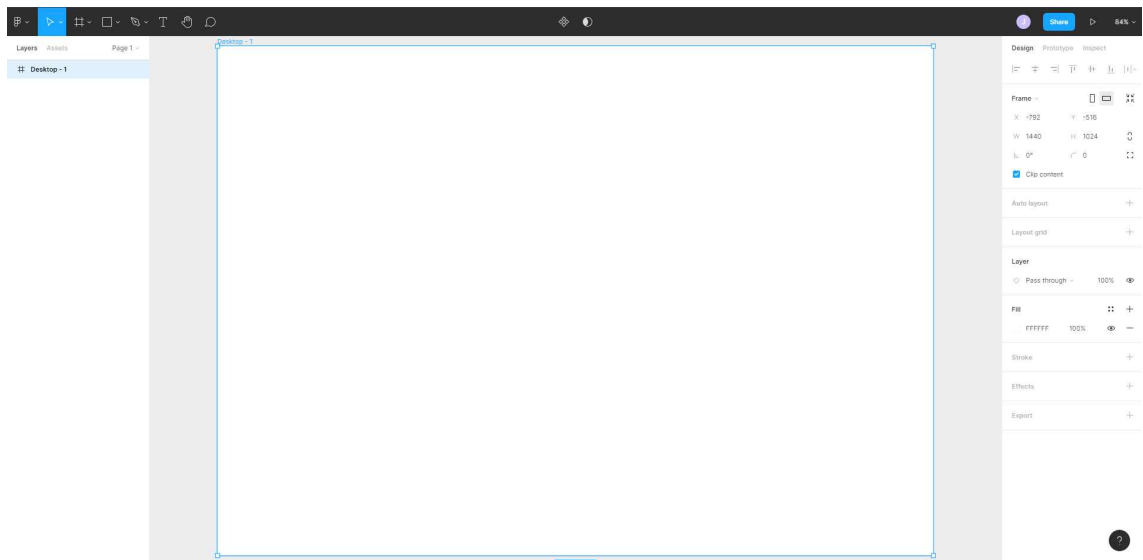 J
Share
84%
Layers Assets Page 1
Desktop - 1
Desktop - 1
Design Prototype Inspect
Frame
X -792 Y -516
W 1440 H 1024
0° 0
Clip content
Auto layout
Layout grid
Layer
Pass through 100%
Fill
FFFFFF 100%
Stroke
Effects
Export
?